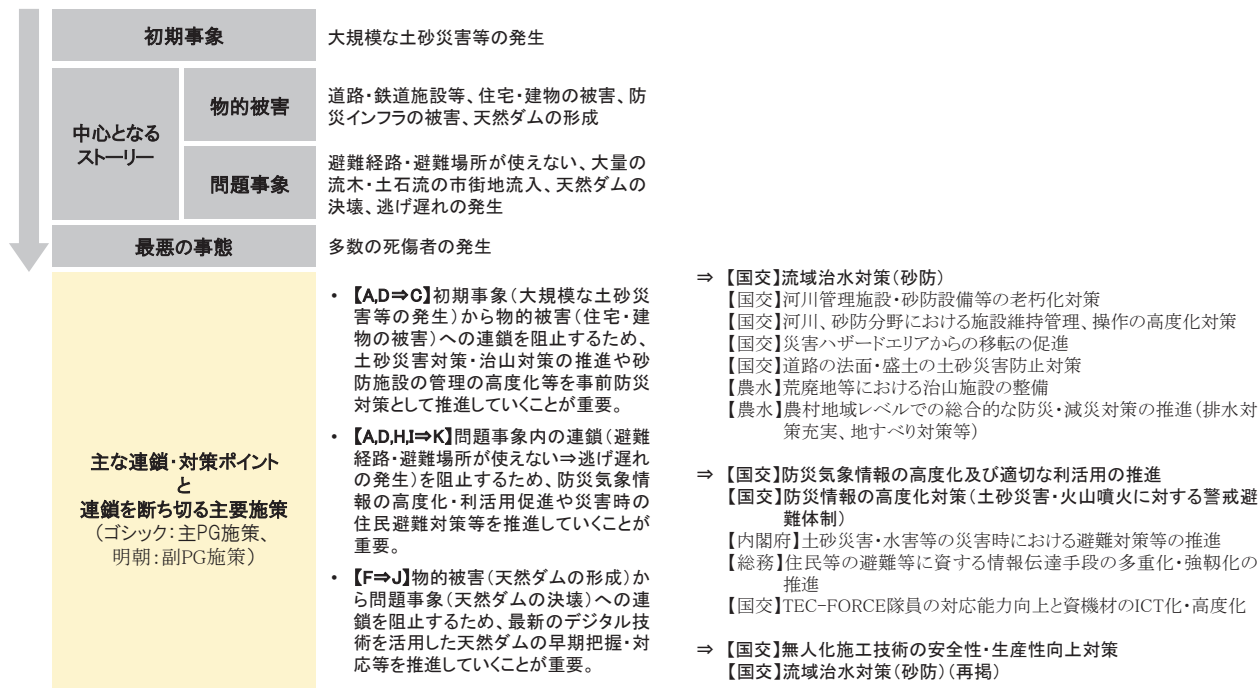 初期事象
大規模な土砂災害等の発生
中心となる
ストーリー
物的被害
道路・鉄道施設等、住宅・建物の被害、防
災インフラの被害、天然ダムの形成
問題事象
避難経路・避難場所が使えない、大量の
流木・土石流の市街地流入、天然ダムの
決壊、逃げ遅れの発生
最悪の事態
多数の死傷者の発生
主な連鎖・対策ポイント
と
連鎖を断ち切る主要施策
(ゴシック:主PG施策、
明朝:副PG施策)
・ 【A,D⇒C】初期事象(大規模な土砂災
害等の発生)から物的被害(住宅・建
物の被害)への連鎖を阻止するため、
土砂災害対策・治山対策の推進や砂
防施設の管理の高度化等を事前防災
対策として推進していくことが重要。
・ 【A,D,H,I⇒K】問題事象内の連鎖(避難
経路・避難場所が使えない⇒逃げ遅れ
の発生)を阻止するため、防災気象情
報の高度化・利活用促進や災害時の
住民避難対策等を推進していくことが
重要。
・ 【F⇒J】物的被害(天然ダムの形成)か
ら問題事象(天然ダムの決壊)への連
鎖を阻止するため、最新のデジタル技
術を活用した天然ダムの早期把握・対
応等を推進していくことが重要。
⇒ 【国交】流域治水対策(砂防)
【国交】河川管理施設・砂防設備等の老朽化対策
【国交】河川、砂防分野における施設維持管理、操作の高度化対策
【国交】災害ハザードエリアからの移転の促進
【国交】道路の法面・盛土の土砂災害防止対策
【農水】荒廃地等における治山施設の整備
【農水】農村地域レベルでの総合的な防災・減災対策の推進(排水対
策充実、地すべり対策等)
⇒ 【国交】防災気象情報の高度化及び適切な利活用の推進
【国交】防災情報の高度化対策(土砂災害・火山噴火に対する警戒避
難体制)
【内閣府】土砂災害・水害等の災害時における避難対策等の推進
【総務】住民等の避難等に資する情報伝達手段の多重化・強靱化の
推進
【国交】TEC-FORCE隊員の対応能力向上と資機材のICT化・高度化
⇒ 【国交】無人化施工技術の安全性・生産性向上対策
【国交】流域治水対策(砂防)(再掲)